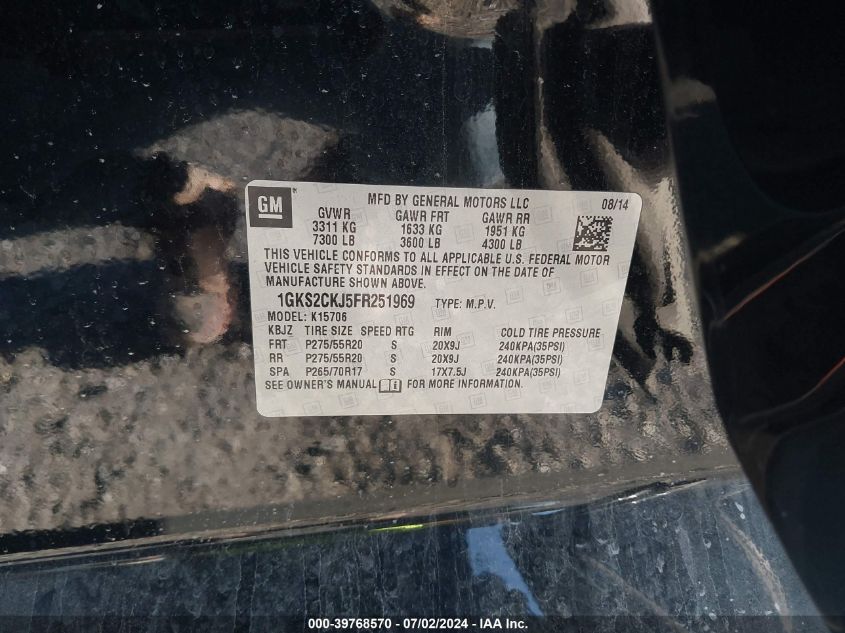 GM
MFD BY GENERAL MOTORS LLC 08/14
GVWR GAWR FRT GAWR RR
3311 KG 1633 KG 1951 KG
7300 LB 3600 LB 4300 LB
THIS VEHICLE CONFORMS TO ALL APPLICABLE U.S. FEDERAL MOTOR
VEHICLE SAFETY STANDARDS IN EFFECT ON THE DATE OF
MANUFACTURE SHOWN ABOVE.
1GKS2CKJ5FR251969 TYPE: M.P.V.
MODEL: K15706
KBJZ TIRE SIZE SPEED RTG RIM COLD TIRE PRESSURE
FRT P275/55R20 S 20X9J 240KPA(35PSI)
RR P275/55R20 S 20X9J 240KPA(35PSI)
SPA P265/70R17 S 17X7.5J 240KPA(35PSI)
SEE OWNER'S MANUAL FOR MORE INFORMATION.
000-39768570 / 07/02/2024 - IAA Inc.